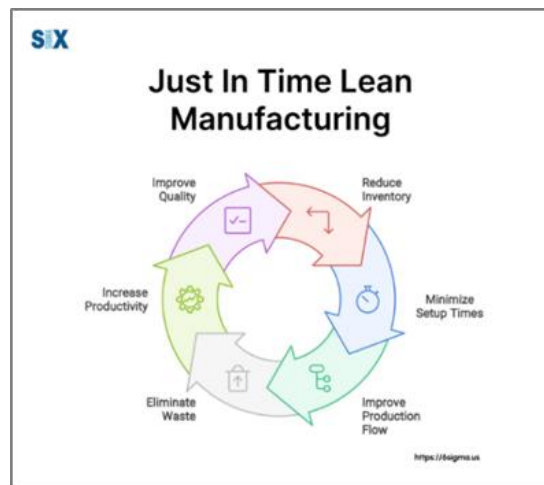 SIX
Just In Time Lean
Manufacturing
Improve
Quality
Reduce
Inventory
Increase
Productivity
Minimize
Setup Times
Eliminate
Waste
Improve
Production
Flow
https://6sigma.us